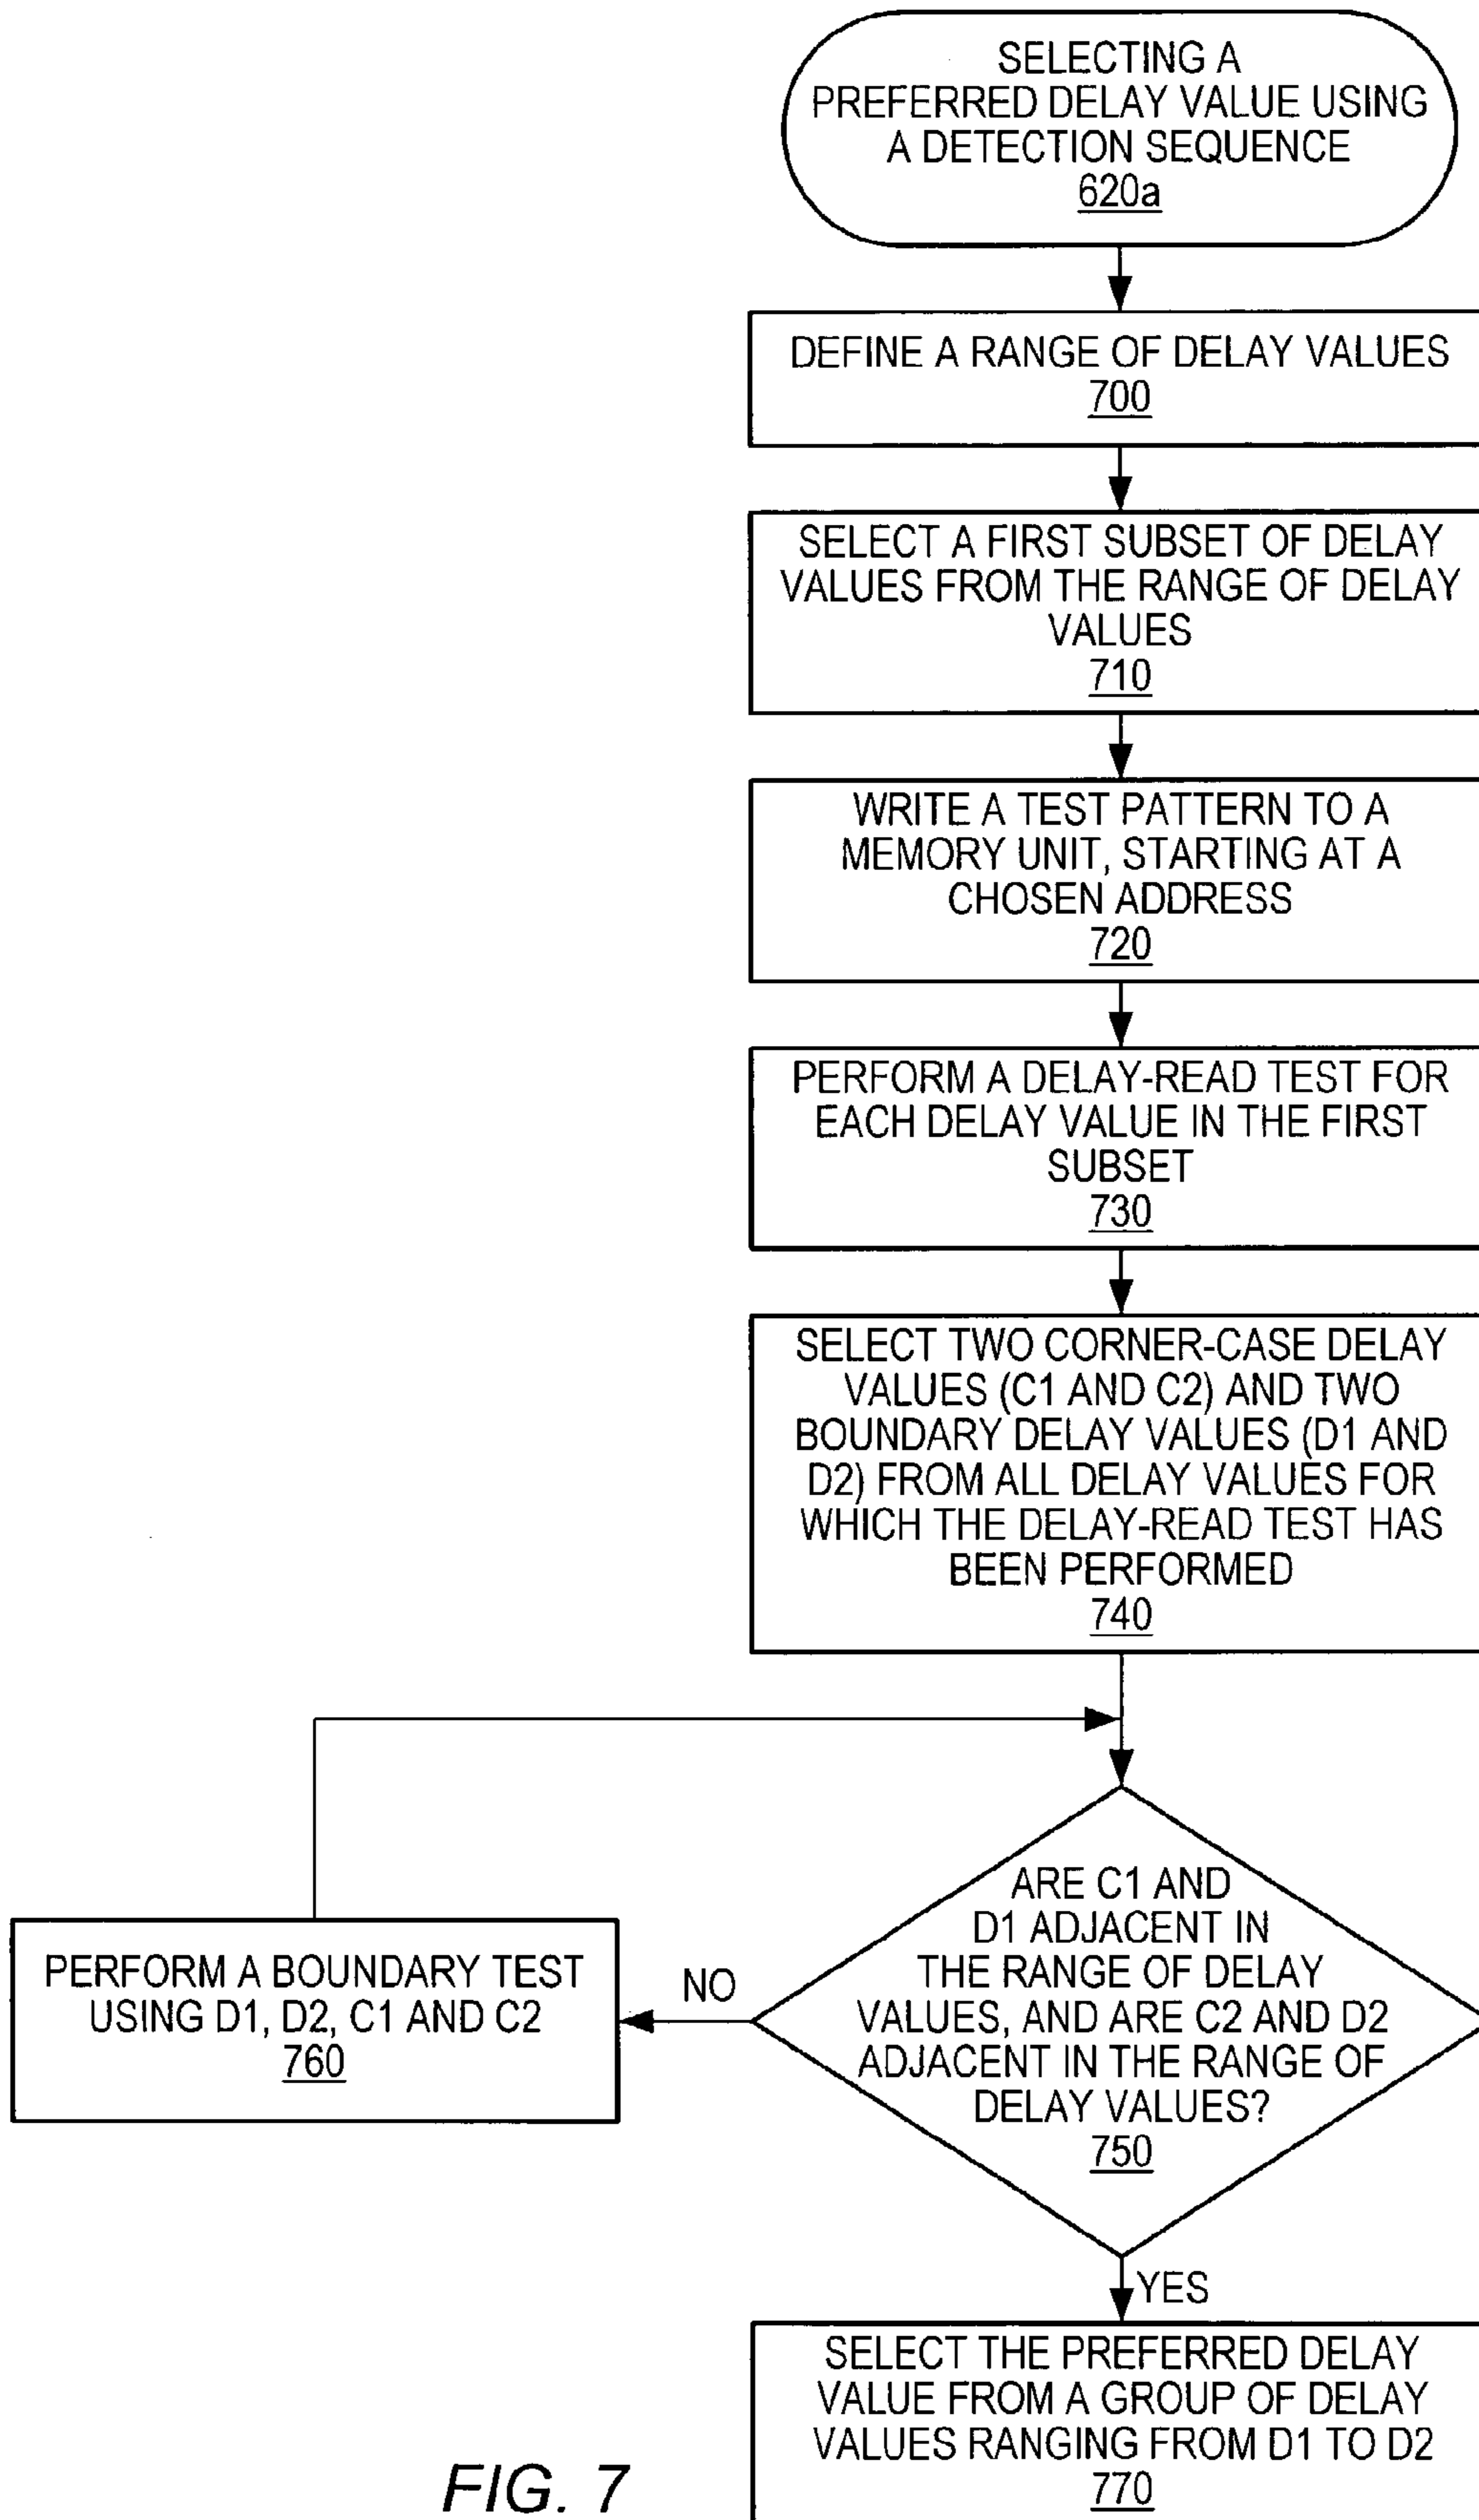 SELECTING A
PREFERRED DELAY VALUE USING
A DETECTION SEQUENCE
620a
DEFINE A RANGE OF DELAY VALUES
700
SELECT A FIRST SUBSET OF DELAY
VALUES FROM THE RANGE OF DELAY
VALUES
710
WRITE A TEST PATTERN TO A
MEMORY UNIT, STARTING AT A
CHOSEN ADDRESS
720
PERFORM A DELAY-READ TEST FOR
EACH DELAY VALUE IN THE FIRST
SUBSET
730
SELECT TWO CORNER-CASE DELAY
VALUES (C1 AND C2) AND TWO
BOUNDARY DELAY VALUES (D1 AND
D2) FROM ALL DELAY VALUES FOR
WHICH THE DELAY-READ TEST HAS
BEEN PERFORMED
740
ARE C1 AND
D1 ADJACENT IN
THE RANGE OF DELAY
VALUES, AND ARE C2 AND D2
ADJACENT IN THE RANGE OF
DELAY VALUES?
750
NO
PERFORM A BOUNDARY TEST
USING D1, D2, C1 AND C2
760
YES
SELECT THE PREFERRED DELAY
VALUE FROM A GROUP OF DELAY
VALUES RANGING FROM D1 TO D2
770
FIG. 7